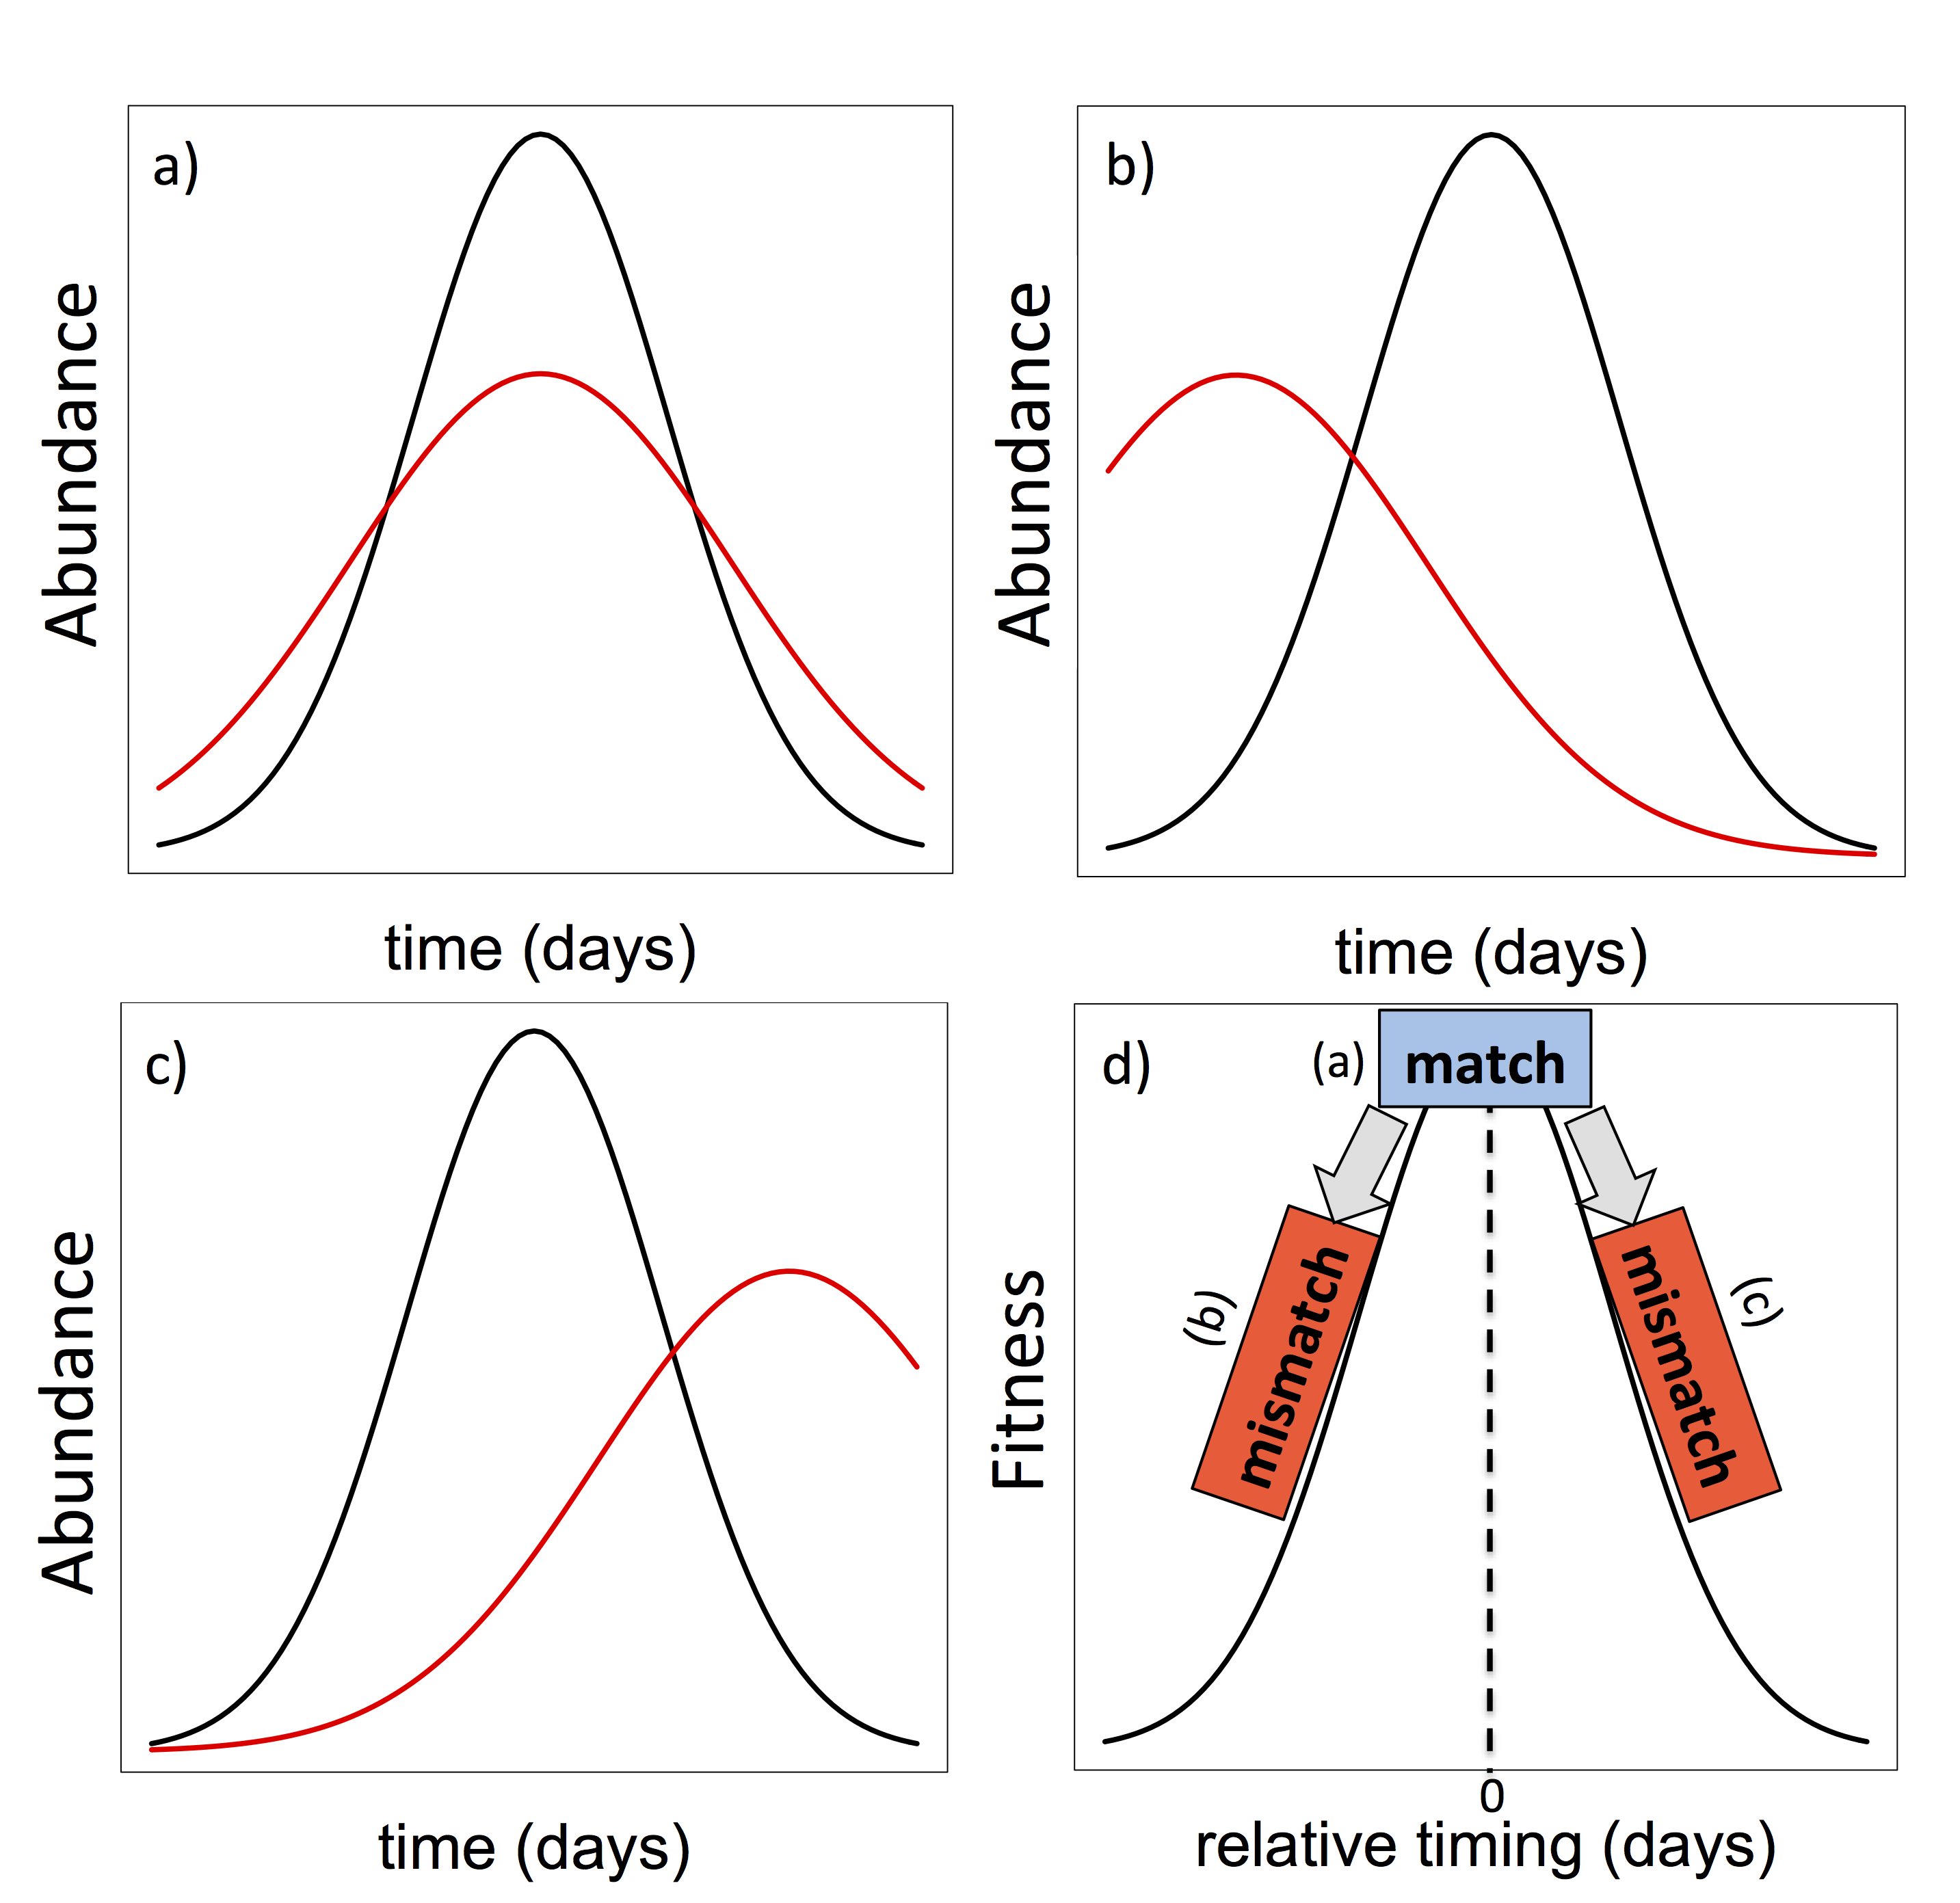 a)
Abundance
time (days)
b)
Abundance
time (days)
c)
Abundance
time (days)
d)
(a)
match
(b)
mismatch
mismatch
(c)
Fitness
0
relative timing (days)